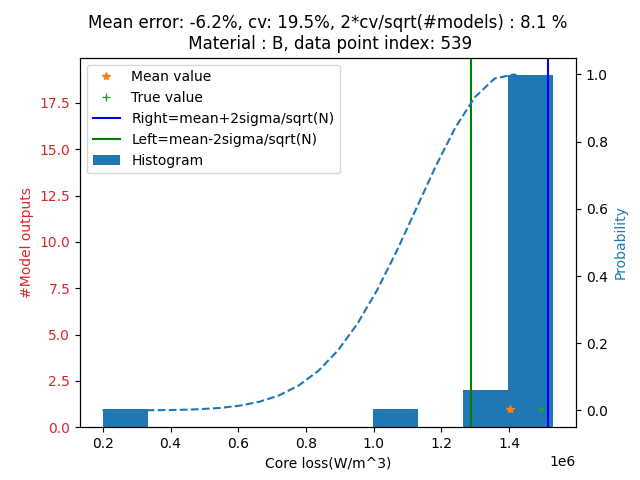 Mean error: -6.2%, cv: 19.5%, 2*cv/sqrt(#models) : 8.1 %
Material : B, data point index: 539
Mean value
True value
Right=mean+2sigma/sqrt(N)
Left=mean-2sigma/sqrt(N)
Histogram
17.5
15.0
12.5
10.0
7.5
5.0
2.5
0.0
#Model outputs
1.0
0.8
0.6
0.4
0.2
0.0
Probability
0.2 0.4 0.6 0.8 1.0 1.2 1.4
1e6
Core loss(W/m^3)